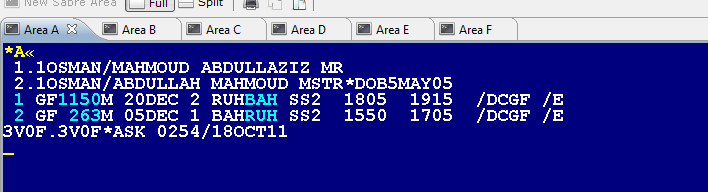 New Sabre Area Full Split
Area A Area B Area C Area D Area E Area F
*A«
1.1OSMAN/MAHMOUD ABDULLAZIZ MR
2.1OSMAN/ABDULLAH MAHMOUD MSTR*DOB5MAY05
1 GF1150M 20DEC 2 RUHBAH SS2 1805 1915 /DCGF /E
2 GF 263M 05DEC 1 BAHRUH SS2 1550 1705 /DCGF /E
3V0F.3V0F*ASK 0254/18OCT11